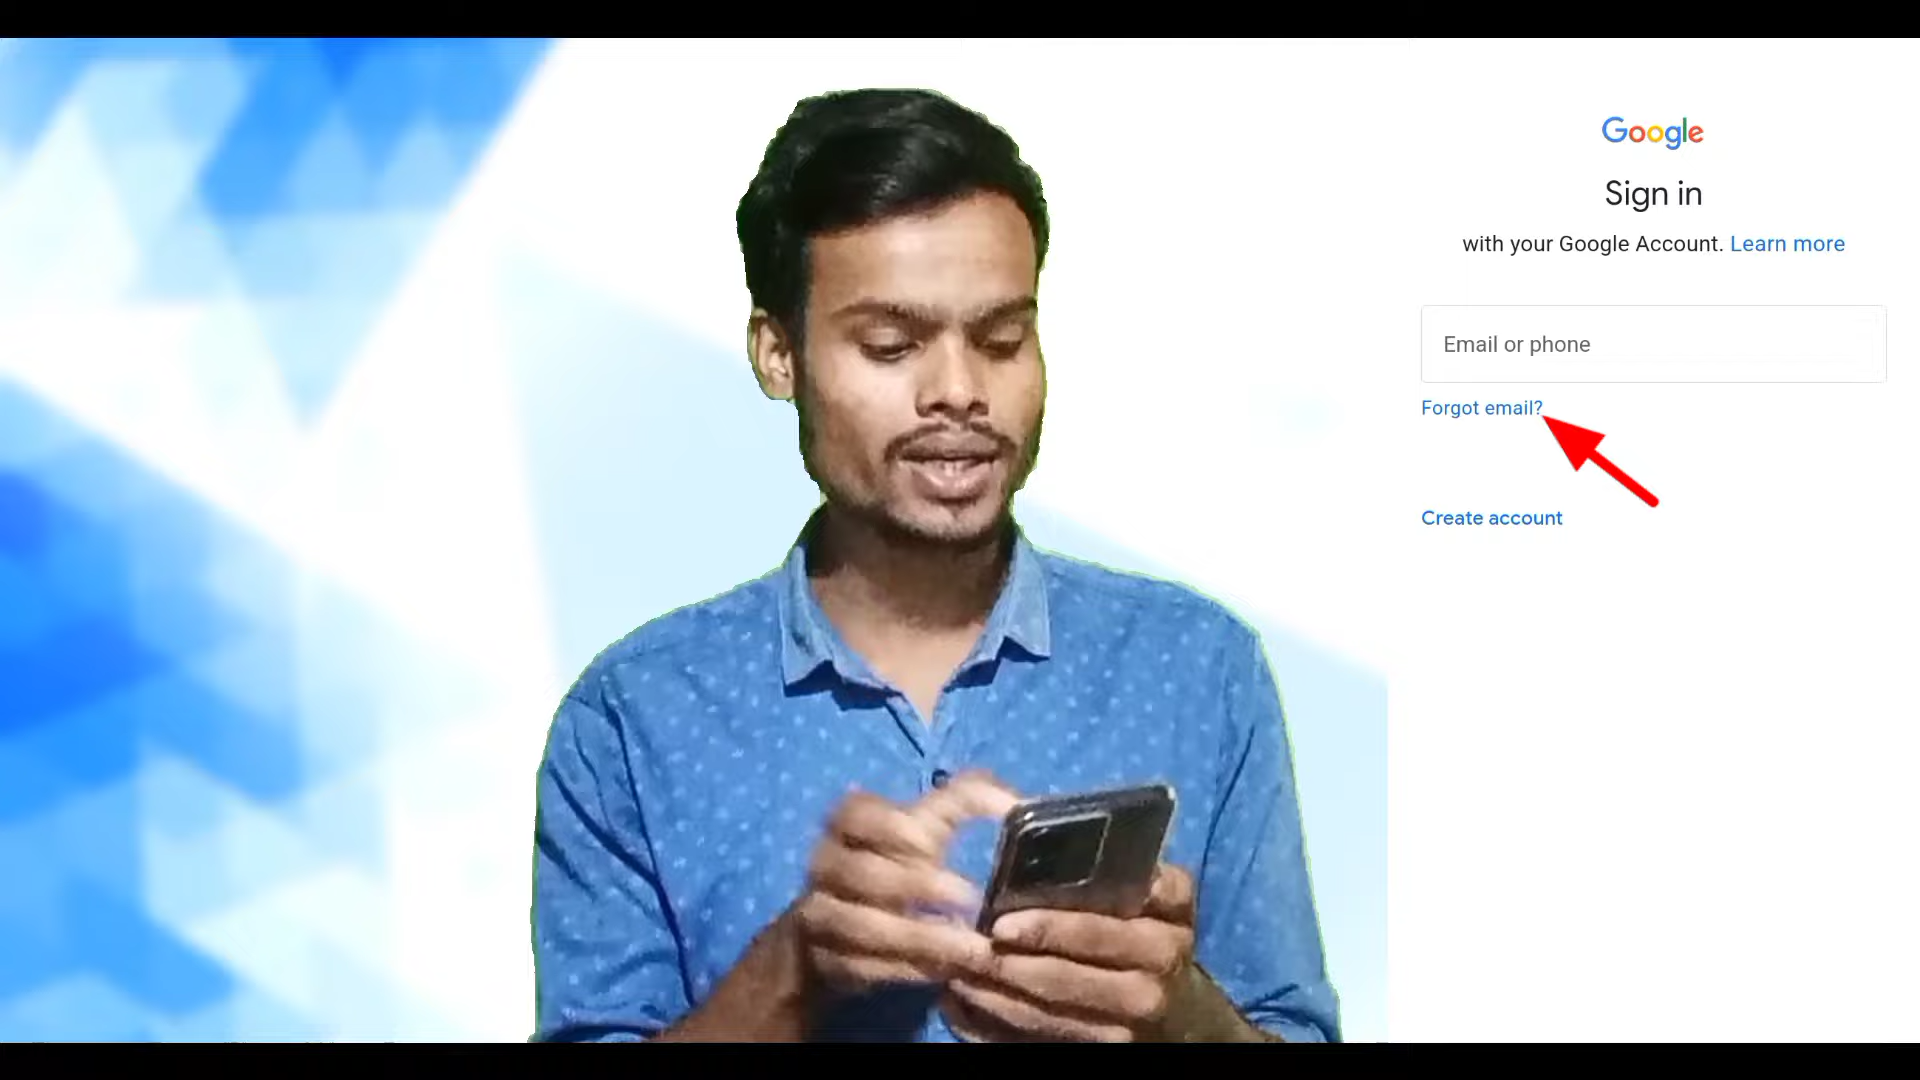 Google
Sign in
with your Google Account. Learn more
Email or phone
Forgot email?
Create account